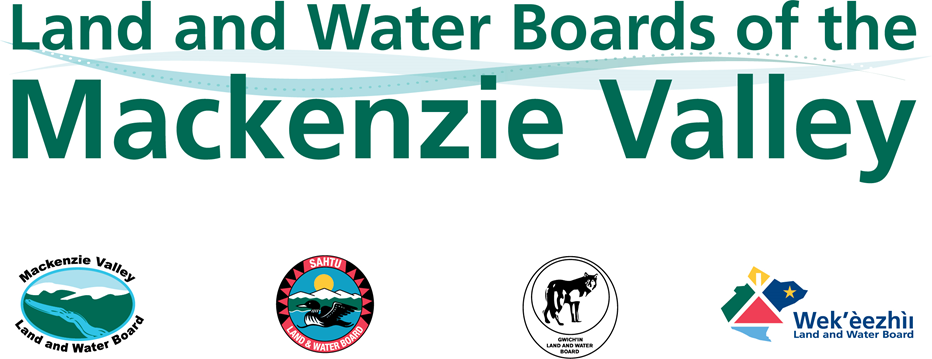 Land and Water Boards of the
Mackenzie Valley
Mackenzie Valley
Land and Water Board
SAHTU
LAND & WATER BOARD
GWICH'IN
LAND AND WATER
BOARD
Wek’èezhìı
Land and Water Board